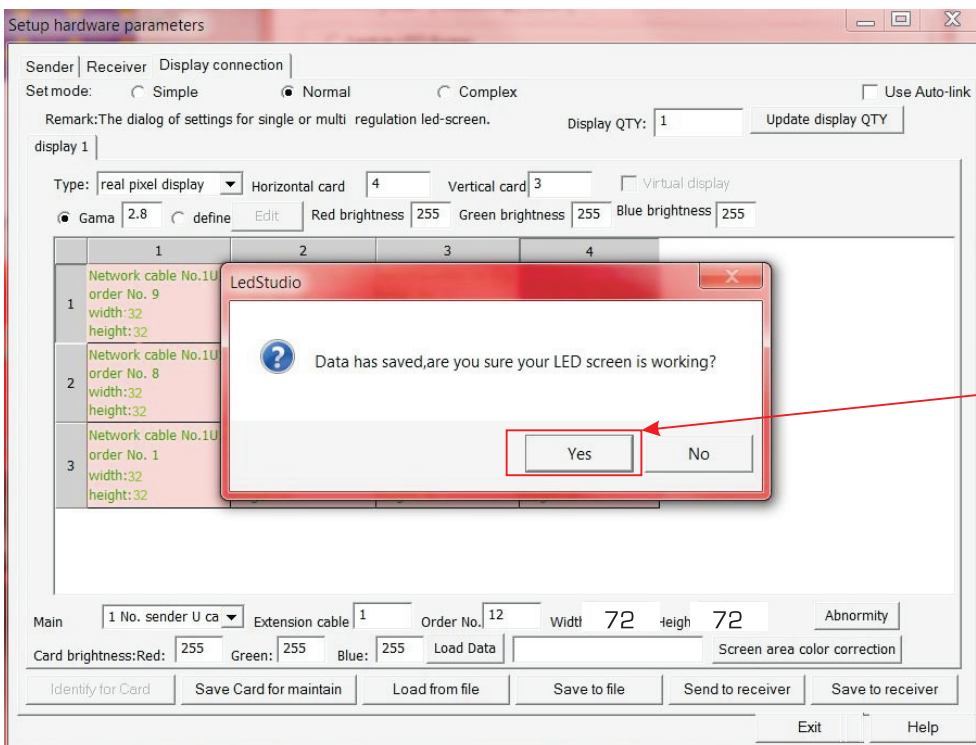 Setup hardware parameters
Sender Receiver Display connection
Set mode: Simple Normal Complex Use Auto-link
Remark:The dialog of settings for single or multi regulation led-screen. Display QTY: 1 Update display QTY
display 1
Type: real pixel display Horizontal card 4 Vertical card 3 Virtual display
Gama 2.8 define Edit Red brightness 255 Green brightness 255 Blue brightness 255
1 2 3 4
Network cable No.1U
1 order No. 9
width:32
height:32
LedStudio
Data has saved,are you sure your LED screen is working?
Yes No
Network cable No.1U
2 order No. 8
width:32
height:32
Network cable No.1U
3 order No. 1
width:32
height:32
Main 1 No. sender U ca Extension cable 1 Order No. 12 Widt 72 Heigh 72 Abnormity
Card brightness:Red: 255 Green: 255 Blue: 255 Load Data Screen area color correction
Identify for Card Save Card for maintain Load from file Save to file Send to receiver Save to receiver
Exit Help